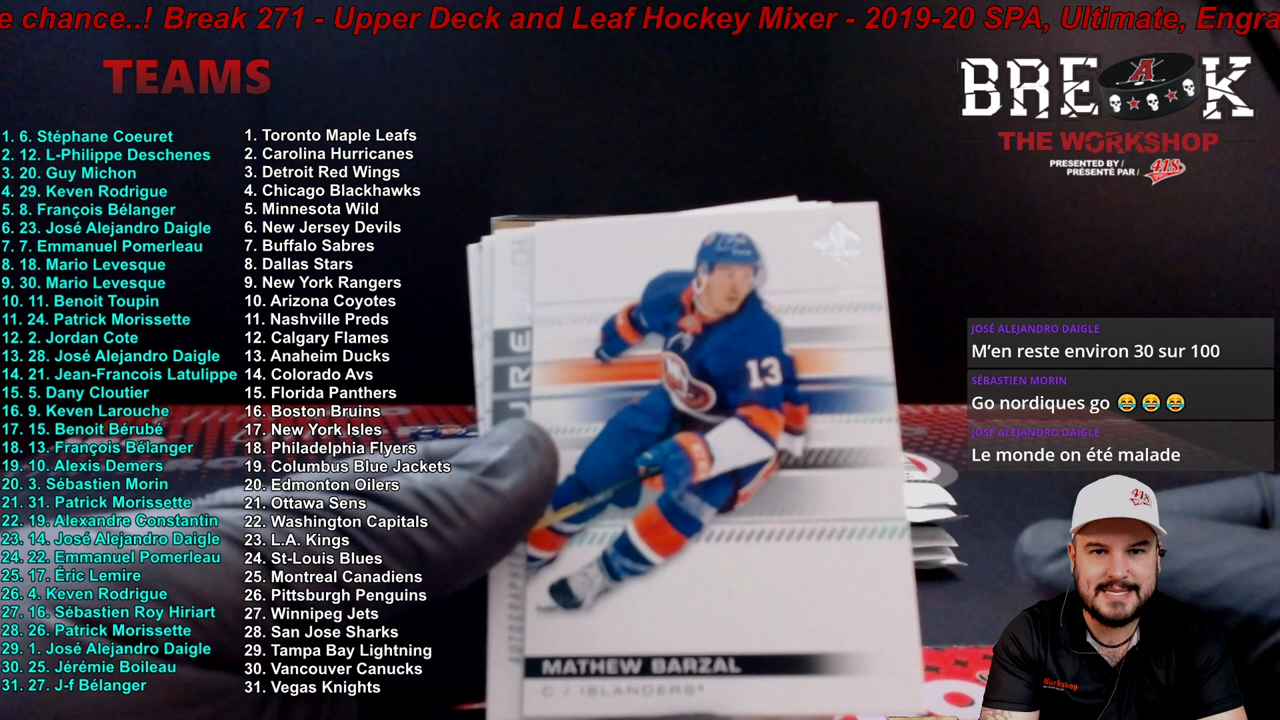 e chance..! Break 271 - Upper Deck and Leaf Hockey Mixer - 2019-20 SPA, Ultimate, Engra
TEAMS
1. 6. Stéphane Coeuret
2. 12. L-Philippe Deschenes
3. 20. Guy Michon
4. 29. Keven Rodrigue
5. 8. François Bélanger
6. 23. José Alejandro Daigle
7. 7. Emmanuel Pomerleau
8. 18. Mario Levesque
9. 30. Mario Levesque
10. 11. Benoit Toupin
11. 24. Patrick Morissette
12. 2. Jordan Cote
13. 28. José Alejandro Daigle
14. 21. Jean-Francois Latulippe
15. 5. Dany Cloutier
16. 9. Keven Larouche
17. 15. Benoit Bérubé
18. 13. François Bélanger
19. 10. Alexis Demers
20. 3. Sébastien Morin
21. 31. Patrick Morissette
22. 19. Alexandre Constantin
23. 14. José Alejandro Daigle
24. 22. Emmanuel Pomerleau
25. 17. Éric Lemire
26. 4. Keven Rodrigue
27. 16. Sébastien Roy Hiriart
28. 26. Patrick Morissette
29. 1. José Alejandro Daigle
30. 25. Jérémie Boileau
31. 27. J-f Bélanger
1. Toronto Maple Leafs
2. Carolina Hurricanes
3. Detroit Red Wings
4. Chicago Blackhawks
5. Minnesota Wild
6. New Jersey Devils
7. Buffalo Sabres
8. Dallas Stars
9. New York Rangers
10. Arizona Coyotes
11. Nashville Preds
12. Calgary Flames
13. Anaheim Ducks
14. Colorado Avs
15. Florida Panthers
16. Boston Bruins
17. New York Isles
18. Philadelphia Flyers
19. Columbus Blue Jackets
20. Edmonton Oilers
21. Ottawa Sens
22. Washington Capitals
23. L.A. Kings
24. St-Louis Blues
25. Montreal Canadiens
26. Pittsburgh Penguins
27. Winnipeg Jets
28. San Jose Sharks
29. Tampa Bay Lightning
30. Vancouver Canucks
31. Vegas Knights
13
MATHEW BARZAL
C / ISLANDERS
BRE K
A
THE WORKSHOP
PRESENTED BY /
PRÉSENTÉ PAR /
418
JOSÉ ALEJANDRO DAIGLE
M'en reste environ 30 sur 100
SÉBASTIEN MORIN
Go nordiques go 😂 😂 😂
JOSÉ ALEJANDRO DAIGLE
Le monde on été malade
418
Workshop